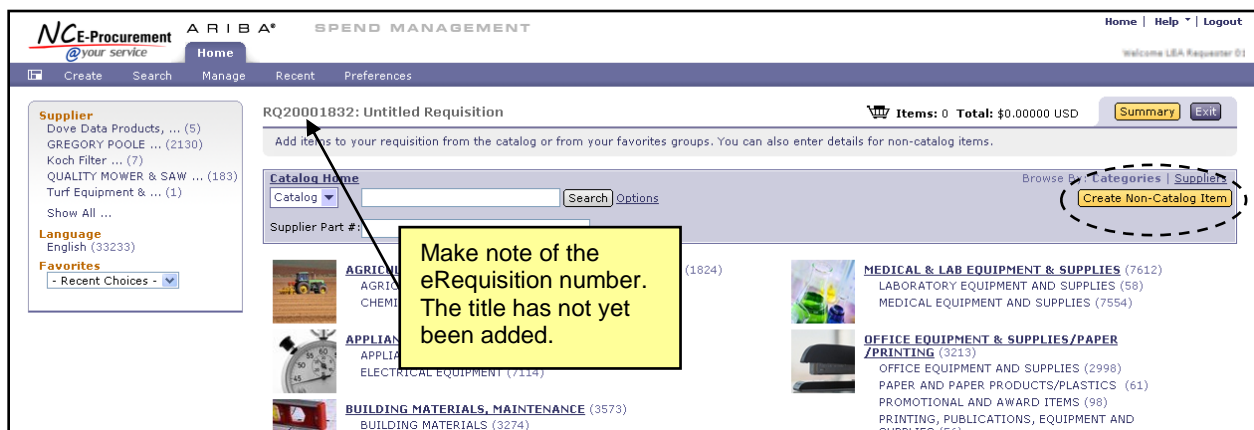 NCE-Procurement
@your service
ARIBA® SPEND MANAGEMENT
Home | Help | Logout
Home
Welcome LEA Requester 01
Create Search Manage Recent Preferences
Supplier
Dove Data Products, ... (5)
GREGORY POOLE ... (2130)
Koch Filter ... (7)
QUALITY MOWER & SAW ... (183)
Turf Equipment & ... (1)
Show All ...
Language
English (33233)
Favorites
- Recent Choices -
RQ20001832: Untitled Requisition
Items: 0 Total: $0.00000 USD
Summary Exit
Add items to your requisition from the catalog or from your favorites groups. You can also enter details for non-catalog items.
Catalog Home
Browse By: Categories | Suppliers
Catalog Search Options
Create Non-Catalog Item
Supplier Part #:
Make note of the
eRequisition number.
The title has not yet
been added.
(1824)
ELECTRICAL EQUIPMENT (7114)
BUILDING MATERIALS, MAINTENANCE (3573)
BUILDING MATERIALS (3274)
MEDICAL & LAB EQUIPMENT & SUPPLIES (7612)
LABORATORY EQUIPMENT AND SUPPLIES (58)
MEDICAL EQUIPMENT AND SUPPLIES (7554)
OFFICE EQUIPMENT & SUPPLIES/PAPER
/PRINTING (3213)
OFFICE EQUIPMENT AND SUPPLIES (2998)
PAPER AND PAPER PRODUCTS/PLASTICS (61)
PROMOTIONAL AND AWARD ITEMS (98)
PRINTING, PUBLICATIONS, EQUIPMENT AND